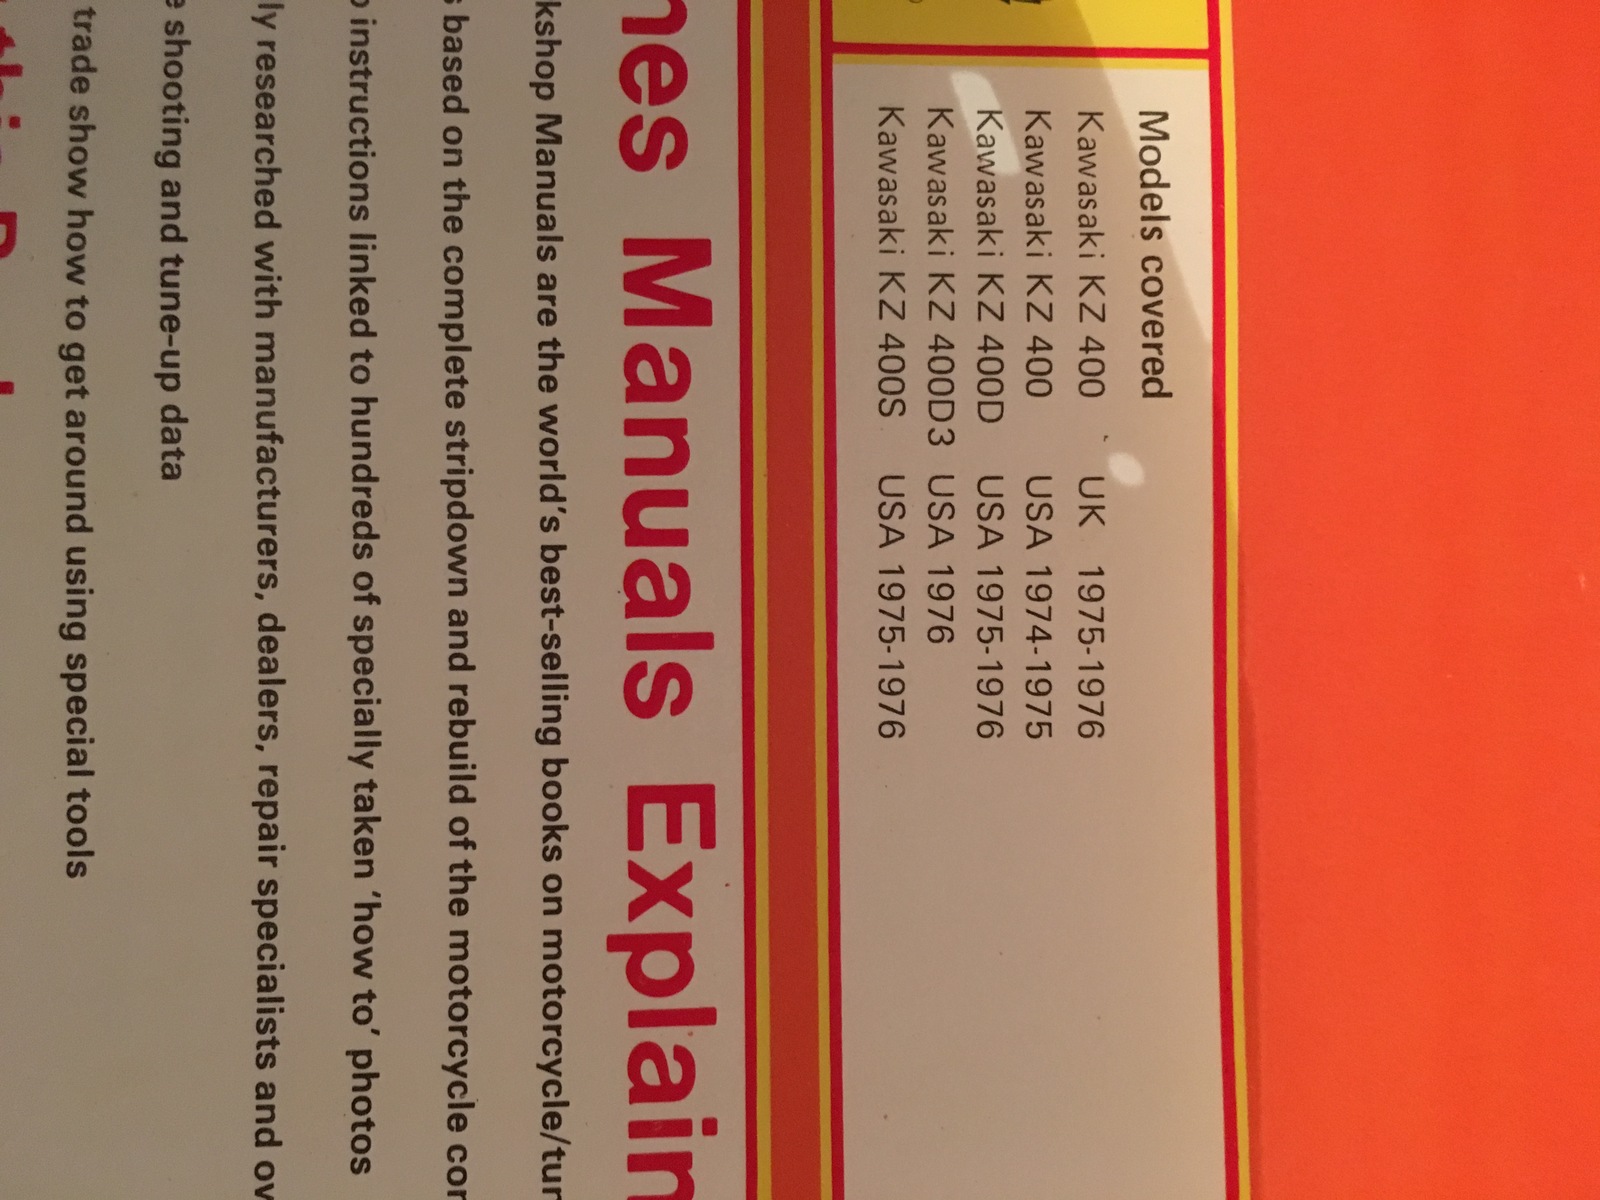 Models covered
Kawasaki KZ 400 UK 1975-1976
Kawasaki KZ 400 USA 1974-1975
Kawasaki KZ 400D USA 1975-1976
Kawasaki KZ 400D3 USA 1976
Kawasaki KZ 400S USA 1975-1976
nes Manuals Explain
kshop Manuals are the world's best-selling books on motorcycle/tun
s based on the complete stripdown and rebuild of the motorcycle con
o instructions linked to hundreds of specially taken 'how to' photos
ly researched with manufacturers, dealers, repair specialists and ow
e shooting and tune-up data
trade show how to get around using special tools